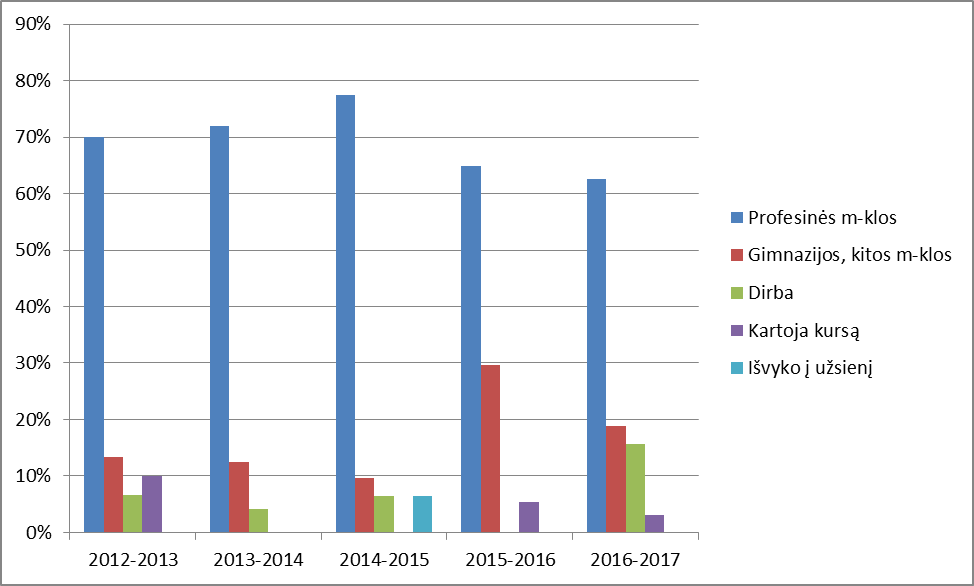 90%
80%
70%
60%
50%
40%
30%
20%
10%
0%
2012-2013 2013-2014 2014-2015 2015-2016 2016-2017
Profesinės m-klos
Gimnazijos, kitos m-klos
Dirba
Kartoja kursą
Išvyko į užsienį